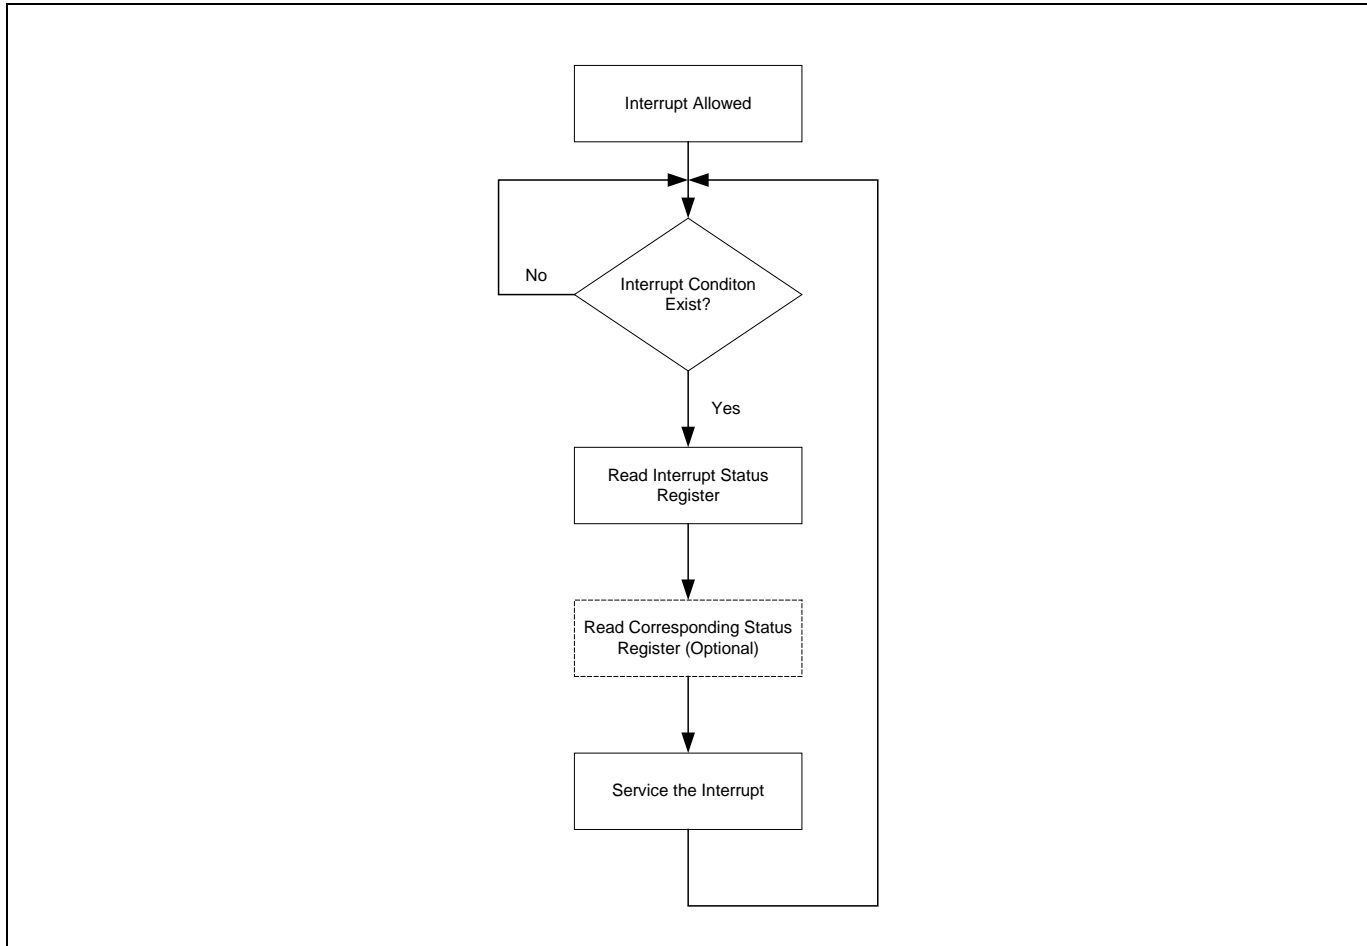 Interrupt Allowed
No
Interrupt Conditon
Exist?
Yes
Read Interrupt Status
Register
Read Corresponding Status
Register (Optional)
Service the Interrupt